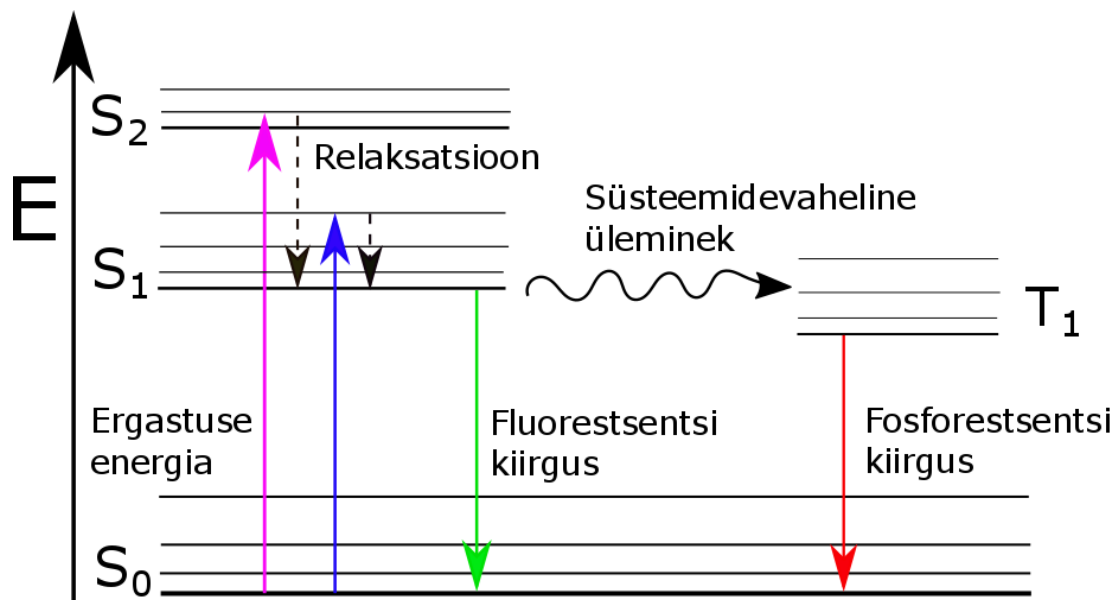 S2
Relaksatsioon
E
Süsteemidevaheline
üleminek
S1
T1
Ergastuse
energia
Fluorestsentsi
kiirgus
Fosforestsentsi
kiirgus
S0